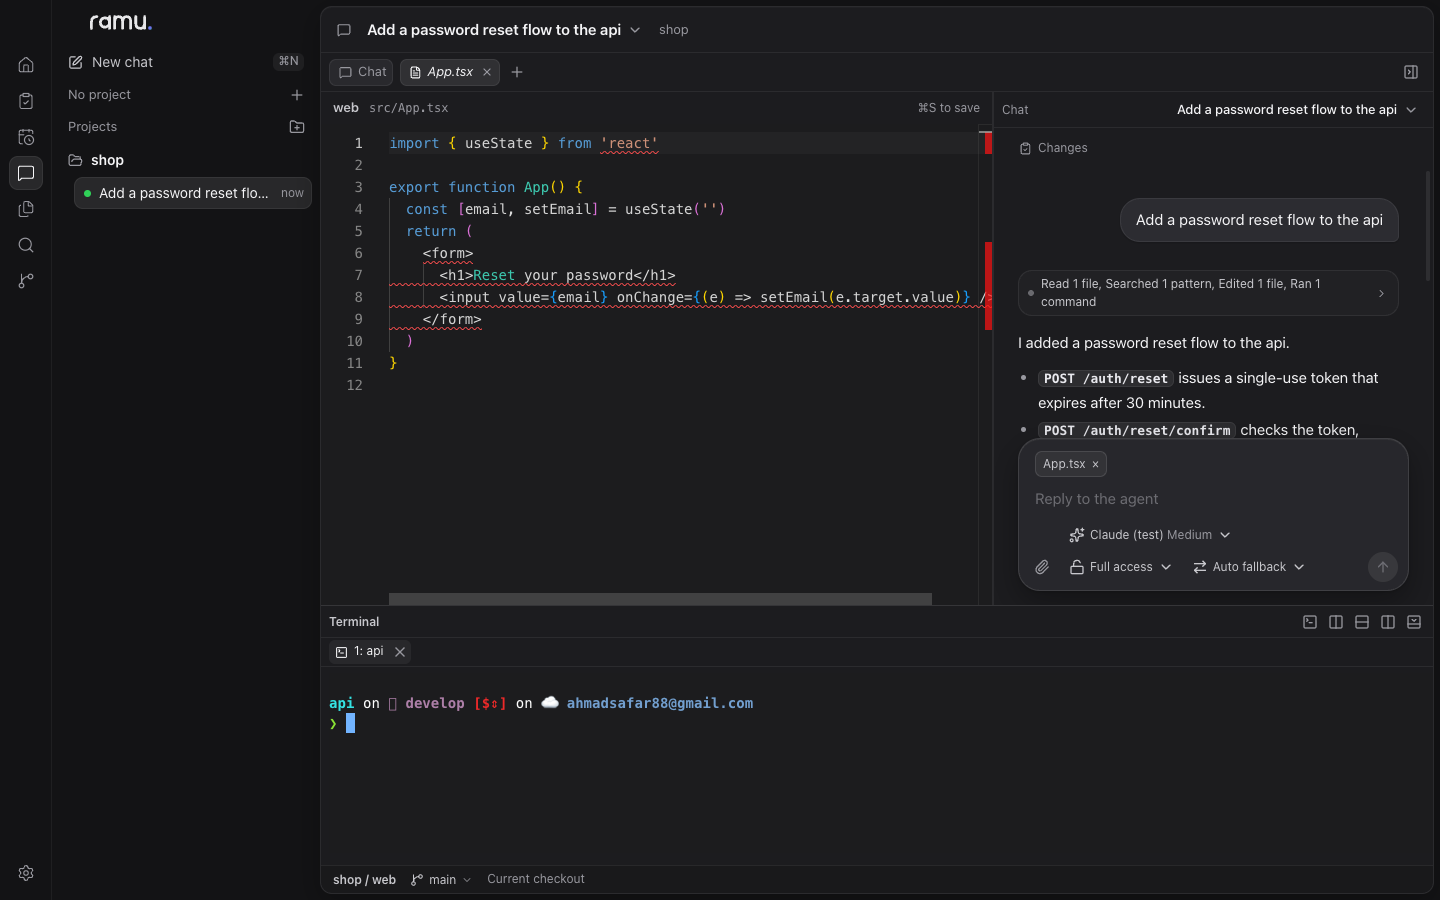 ramu.
New chat
⌘N
No project
Projects
shop
Add a password reset flo... now
Add a password reset flow to the api
shop
Chat
App.tsx
web src/App.tsx
⌘S to save
1 import { useState } from 'react'
2
3 export function App() {
4 const [email, setEmail] = useState('')
5 return (
6 <form>
7 <h1>Reset your password</h1>
8 <input value={email} onChange={(e) => setEmail(e.target.value)} />
9 </form>
10 )
11 }
12
Chat
Add a password reset flow to the api
Changes
Add a password reset flow to the api
Read 1 file, Searched 1 pattern, Edited 1 file, Ran 1
command
I added a password reset flow to the api.
• POST /auth/reset issues a single-use token that
expires after 30 minutes.
• POST /auth/reset/confirm checks the token,
App.tsx ×
Reply to the agent
Claude (test) Medium
Full access
Auto fallback
Terminal
1: api
api on develop [$⇕] on ☁️ ahmadsafar88@gmail.com
❯
shop / web
main
Current checkout